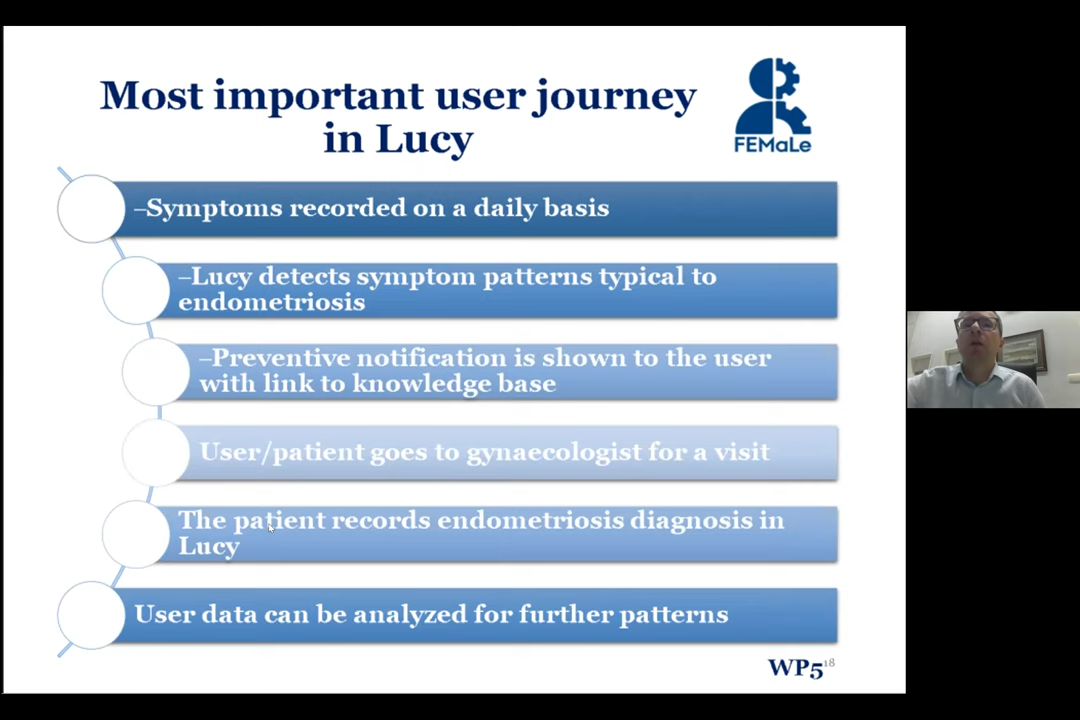 Most important user journey
in Lucy
FEMaLe
–Symptoms recorded on a daily basis
–Lucy detects symptom patterns typical to
endometriosis
–Preventive notification is shown to the user
with link to knowledge base
User/patient goes to gynaecologist for a visit
The patient records endometriosis diagnosis in
Lucy
User data can be analyzed for further patterns
WP5 18